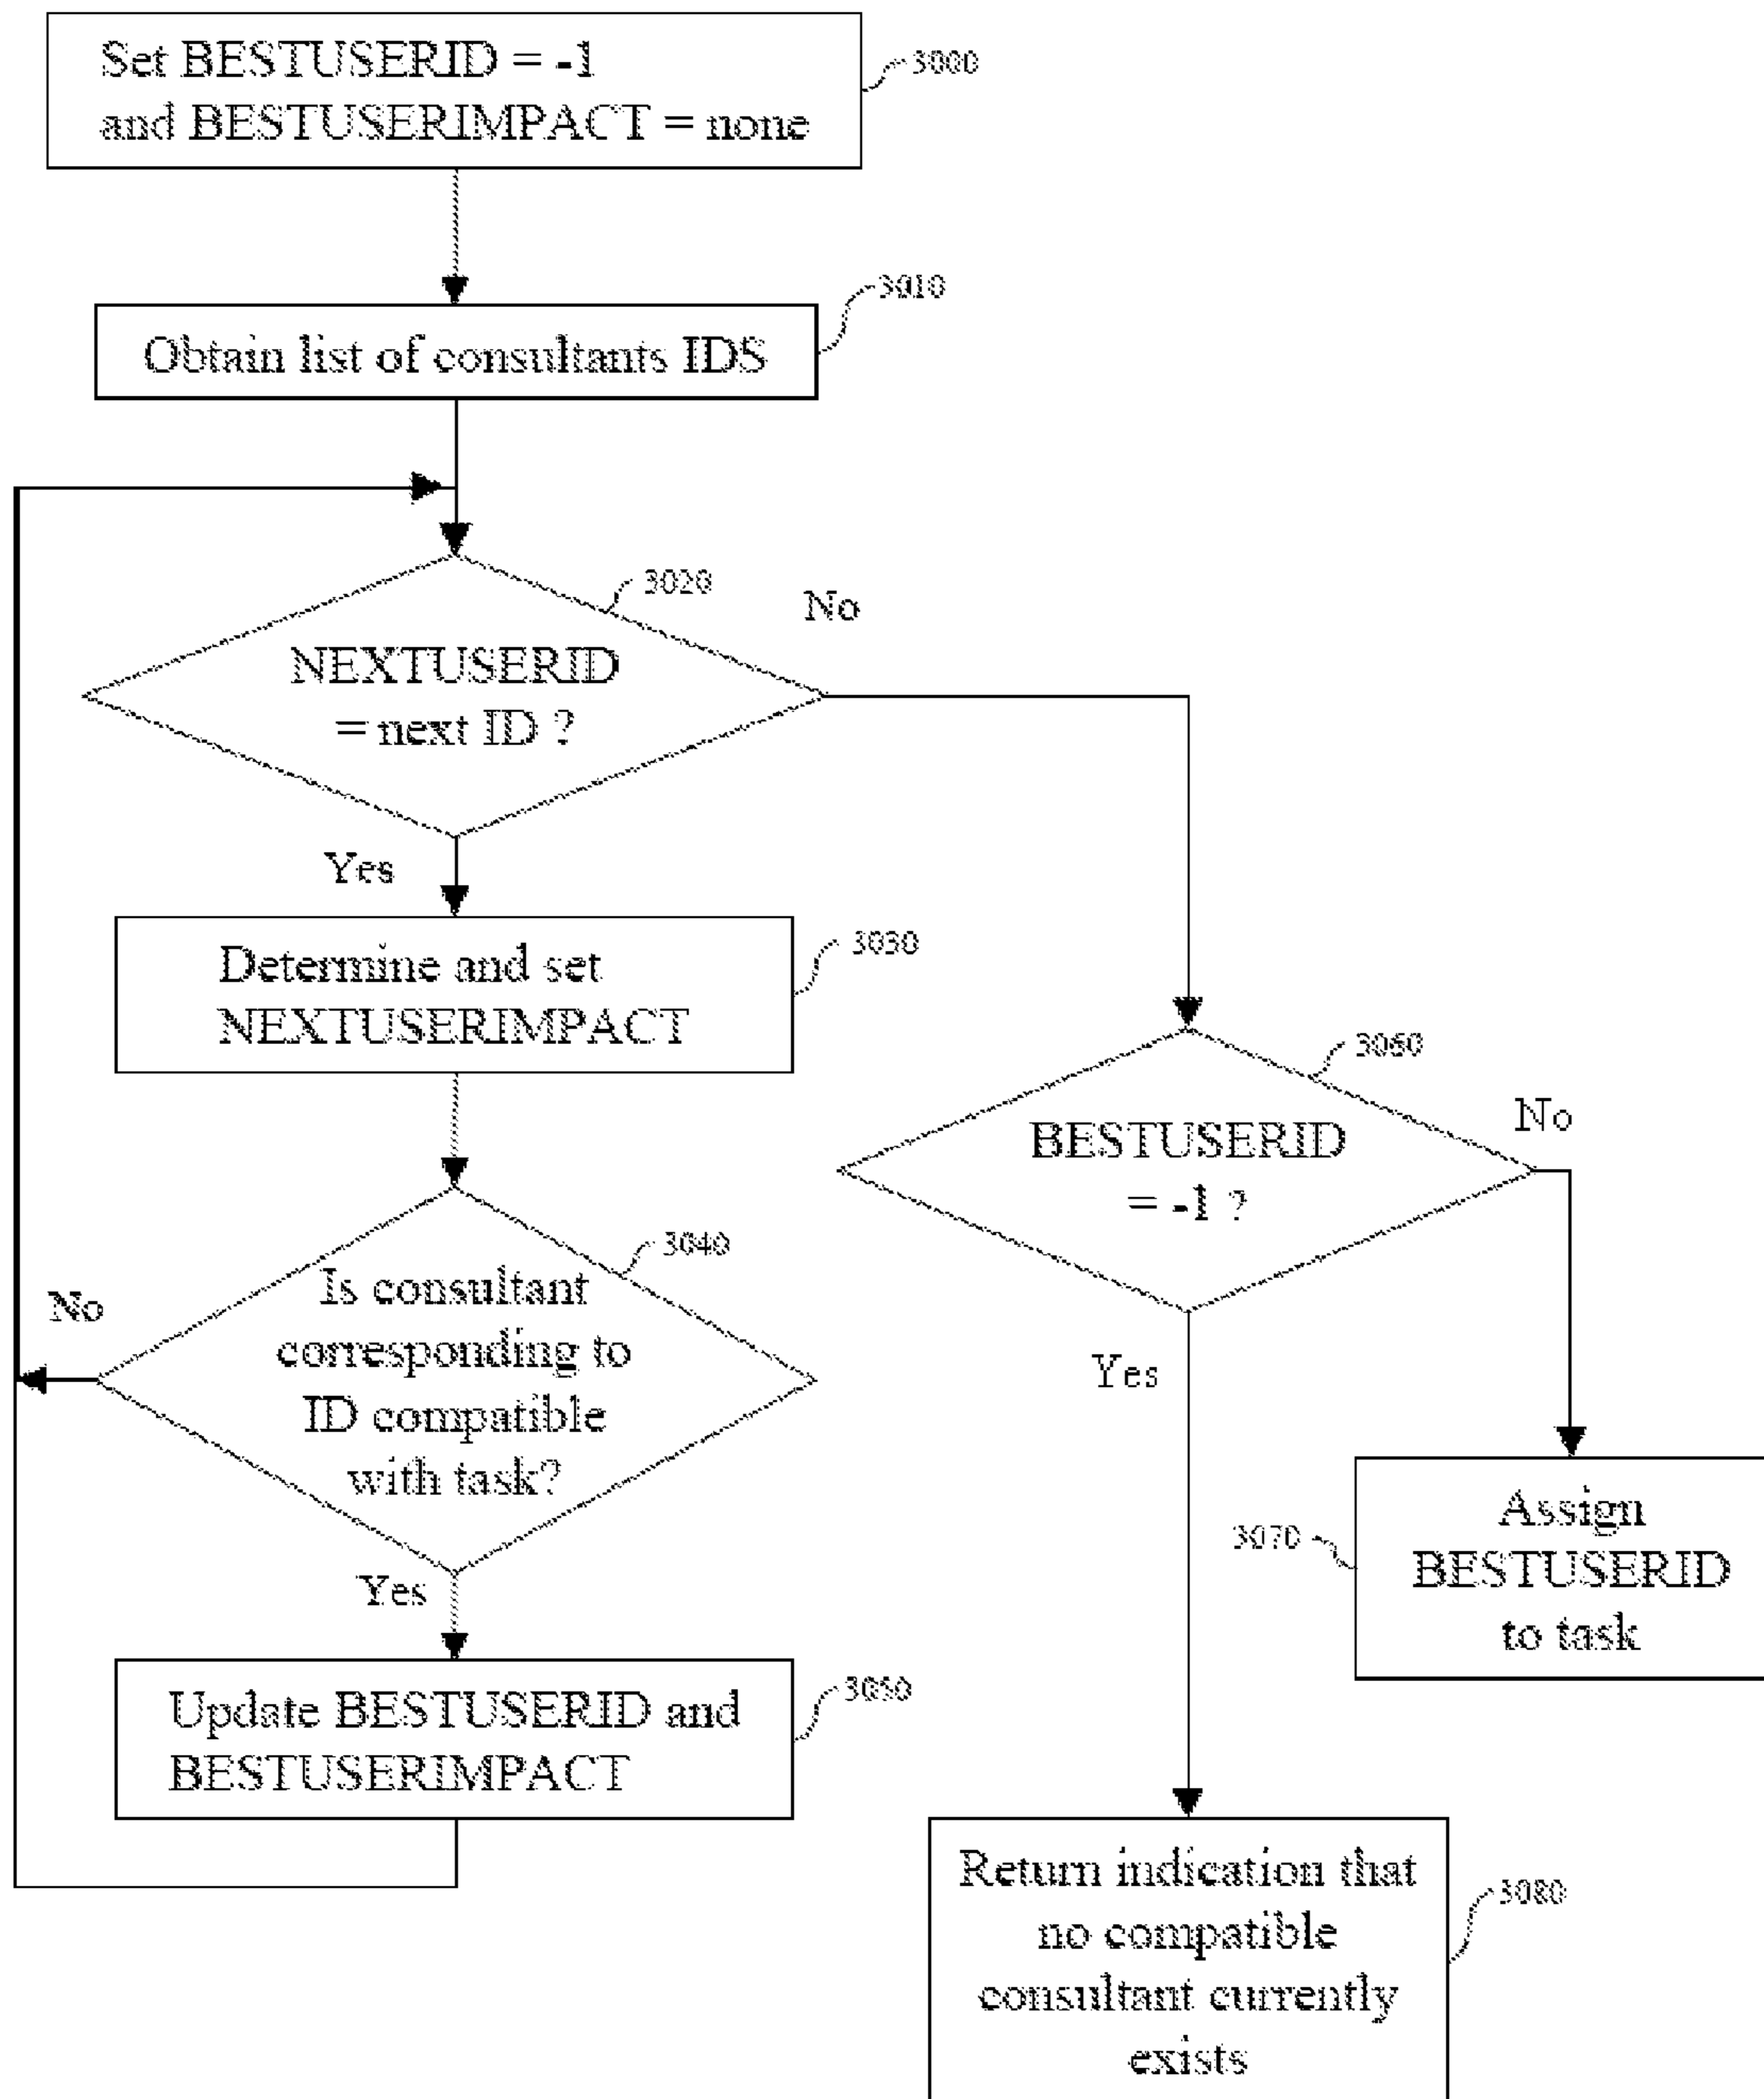 Set BESTUSERID = -1
and BESTUSERIMPACT = none
3000
Obtain list of consultants IDS
3010
NEXTUSERID
= next ID ?
3020
No
Yes
Determine and set
NEXTUSERIMPACT
3030
Is consultant
corresponding to
ID compatible
with task?
3040
No
Yes
Update BESTUSERID and
BESTUSERIMPACT
3050
BESTUSERID
= -1 ?
3060
No
Yes
Assign
BESTUSERID
to task
3070
Return indication that
no compatible
consultant currently
exists
3080